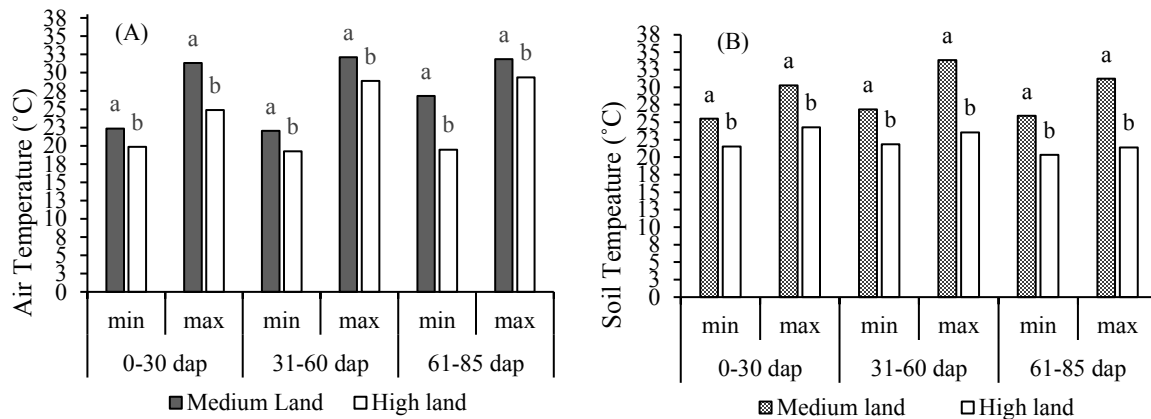 (A)
Air Temperature (˚C)
38
35
33
30
28
25
23
20
18
15
13
10
8
5
3
0
a
b
a
b
a
b
a
b
a
b
a
b
min
max
min
max
min
max
0-30 dap
31-60 dap
61-85 dap
Medium Land
High land
(B)
Soil Tempeature (˚C)
38
35
33
30
28
25
23
20
18
15
13
10
8
5
3
0
a
b
a
b
a
b
a
b
a
b
a
b
min
max
min
max
min
max
0-30 dap
31-60 dap
61-85 dap
Medium land
High land